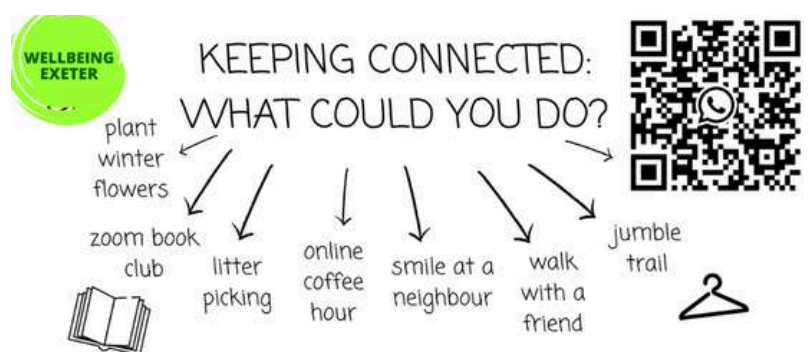 WELLBEING
EXETER
KEEPING CONNECTED:
WHAT COULD YOU DO?
plant
winter
flowers
zoom book
club
litter
picking
online
coffee
hour
smile at a
neighbour
walk
with a
friend
jumble
trail